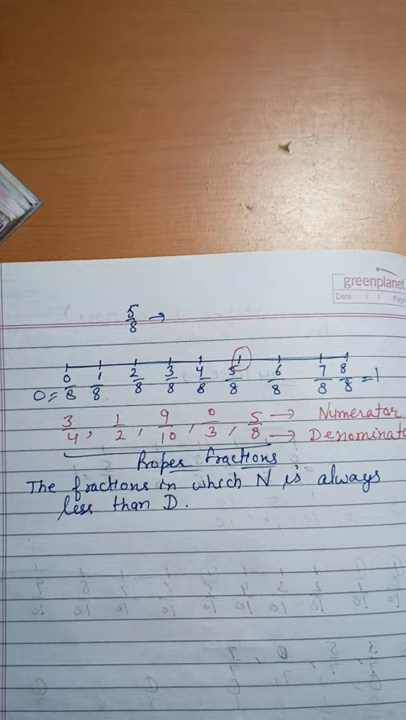 greenplanet
Date: Page
5/8 →
0 = 0/8 1/8 2/8 3/8 4/8 5/8 6/8 7/8 8/8 = 1
3/4, 1/2, 9/10, 0/3, 5/8 → Numerator
→ Denominato
Proper fractions
The fractions in which N is always
less than D.